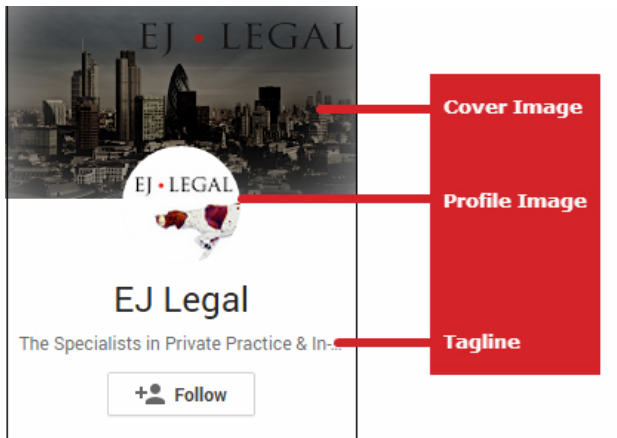 EJ • LEGAL
Cover Image
EJ • LEGAL
Profile Image
EJ Legal
The Specialists in Private Practice & In-...
Tagline
Follow